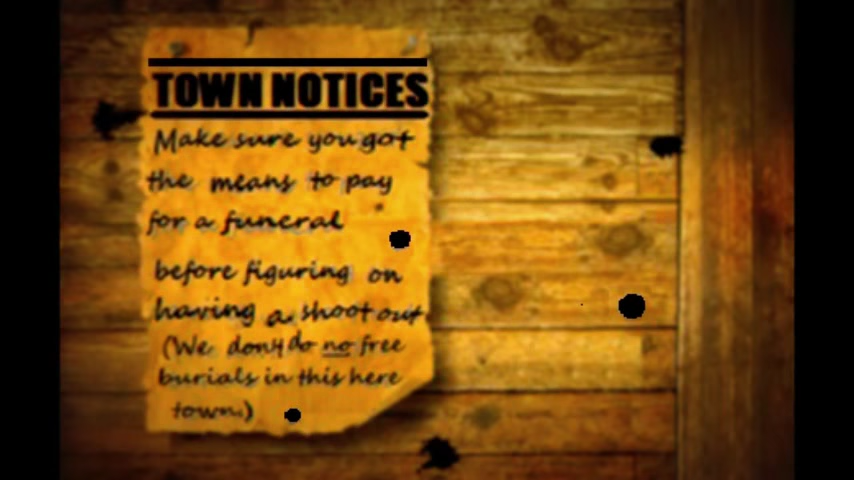 TOWN NOTICES
Make sure you got
the means to pay
for a funeral
before figuring on
having a shoot out
(We don't do no free
burials in this here
town.)